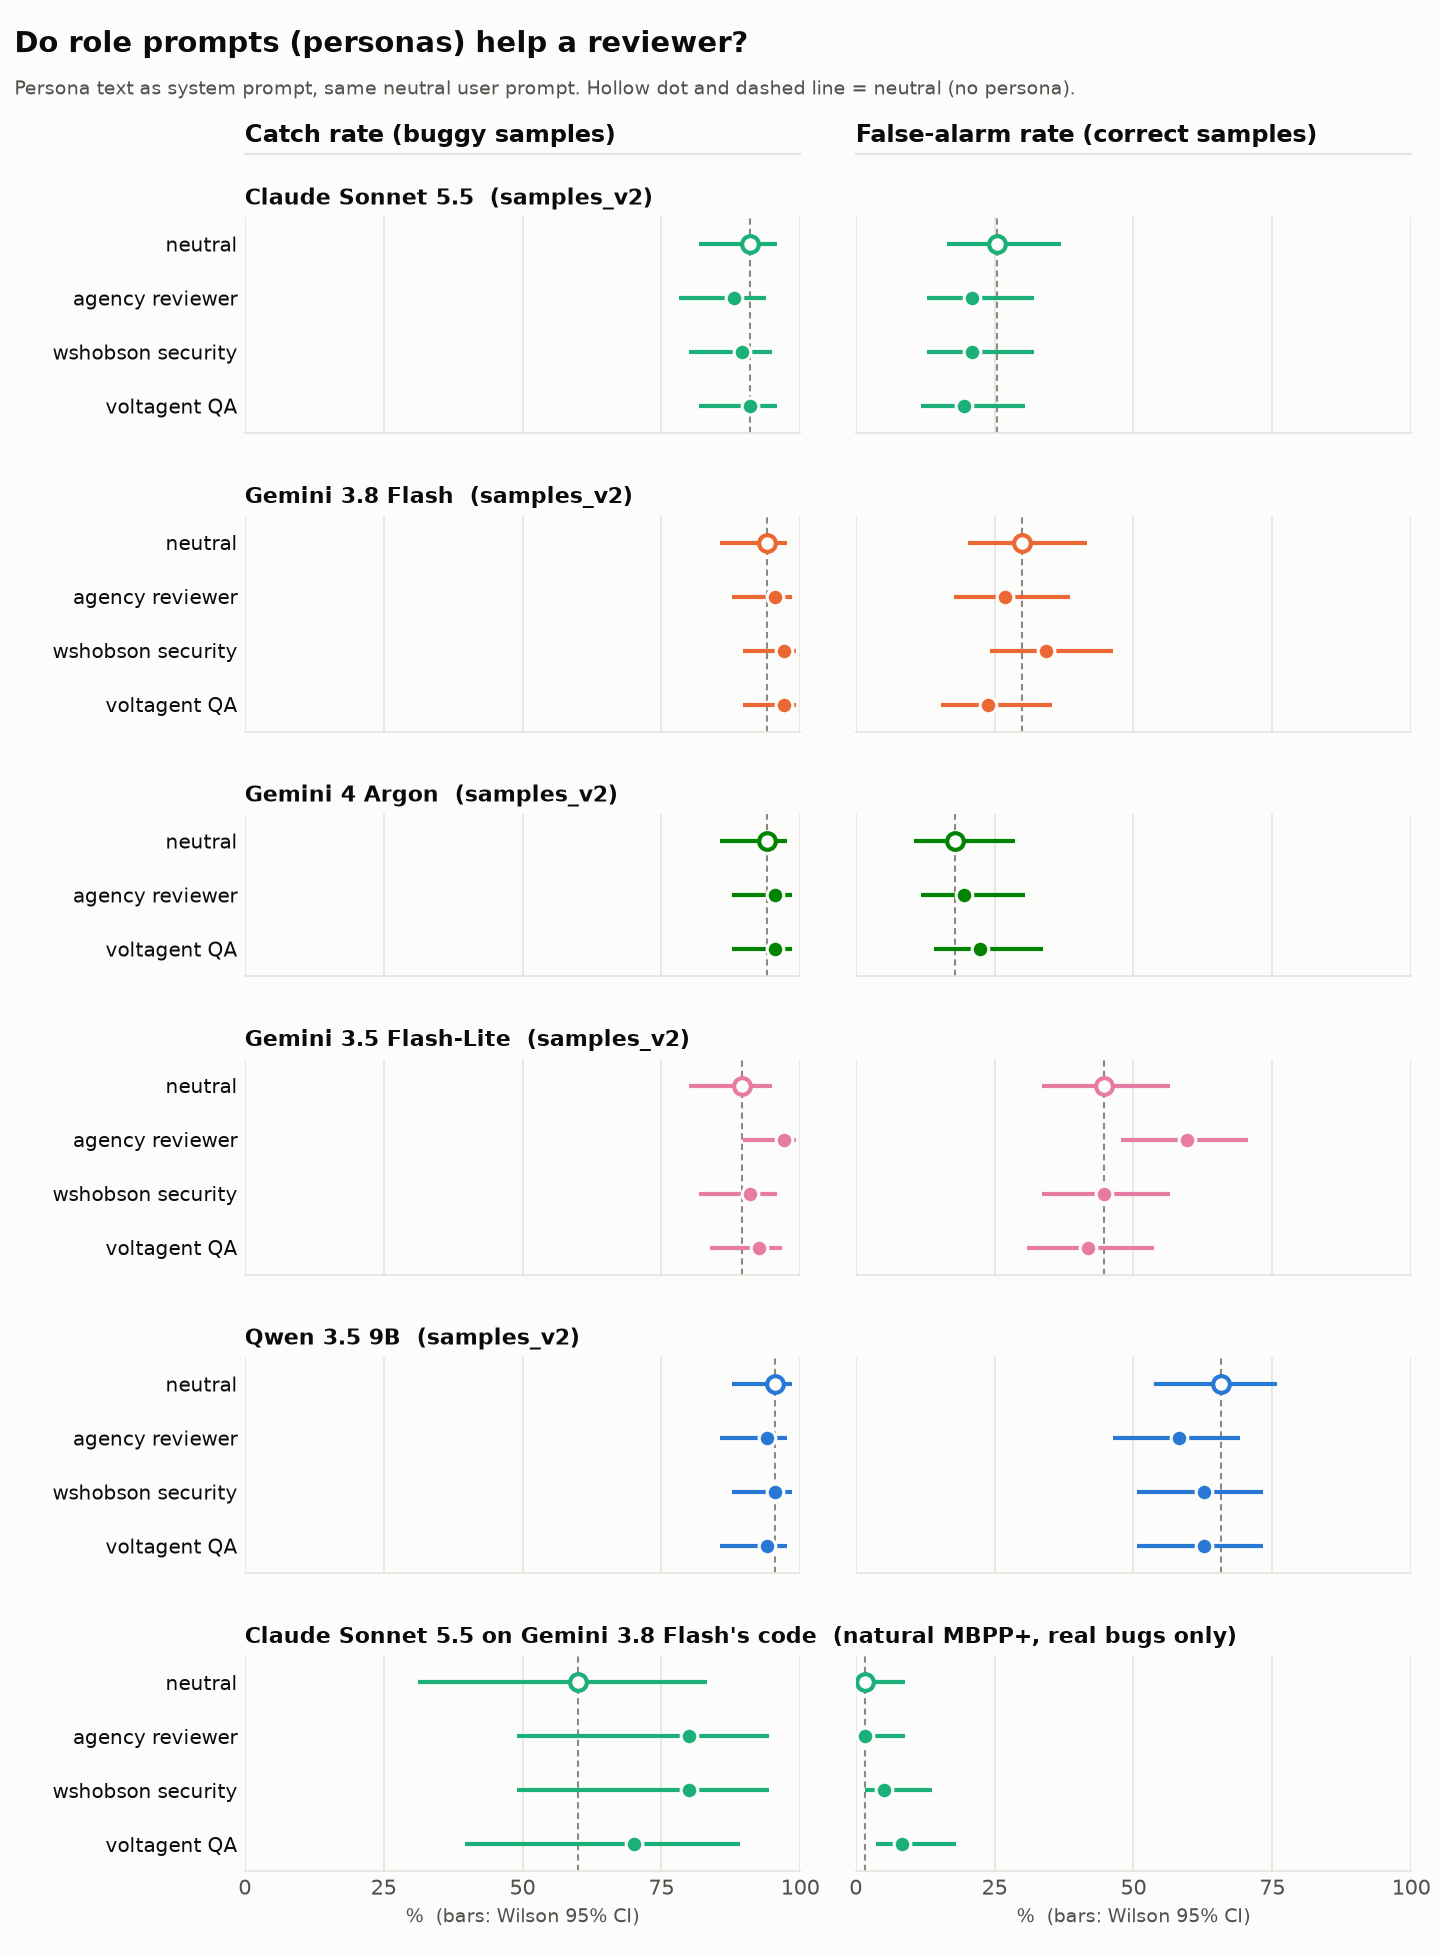 Do role prompts (personas) help a reviewer?
Persona text as system prompt, same neutral user prompt. Hollow dot and dashed line = neutral (no persona).
Catch rate (buggy samples)
False-alarm rate (correct samples)
Claude Sonnet 5.5 (samples_v2)
neutral
agency reviewer
wshobson security
voltagent QA
Gemini 3.8 Flash (samples_v2)
neutral
agency reviewer
wshobson security
voltagent QA
Gemini 4 Argon (samples_v2)
neutral
agency reviewer
voltagent QA
Gemini 3.5 Flash-Lite (samples_v2)
neutral
agency reviewer
wshobson security
voltagent QA
Qwen 3.5 9B (samples_v2)
neutral
agency reviewer
wshobson security
voltagent QA
Claude Sonnet 5.5 on Gemini 3.8 Flash's code (natural MBPP+, real bugs only)
neutral
agency reviewer
wshobson security
voltagent QA
0 25 50 75 100
0 25 50 75 100
% (bars: Wilson 95% CI)
% (bars: Wilson 95% CI)